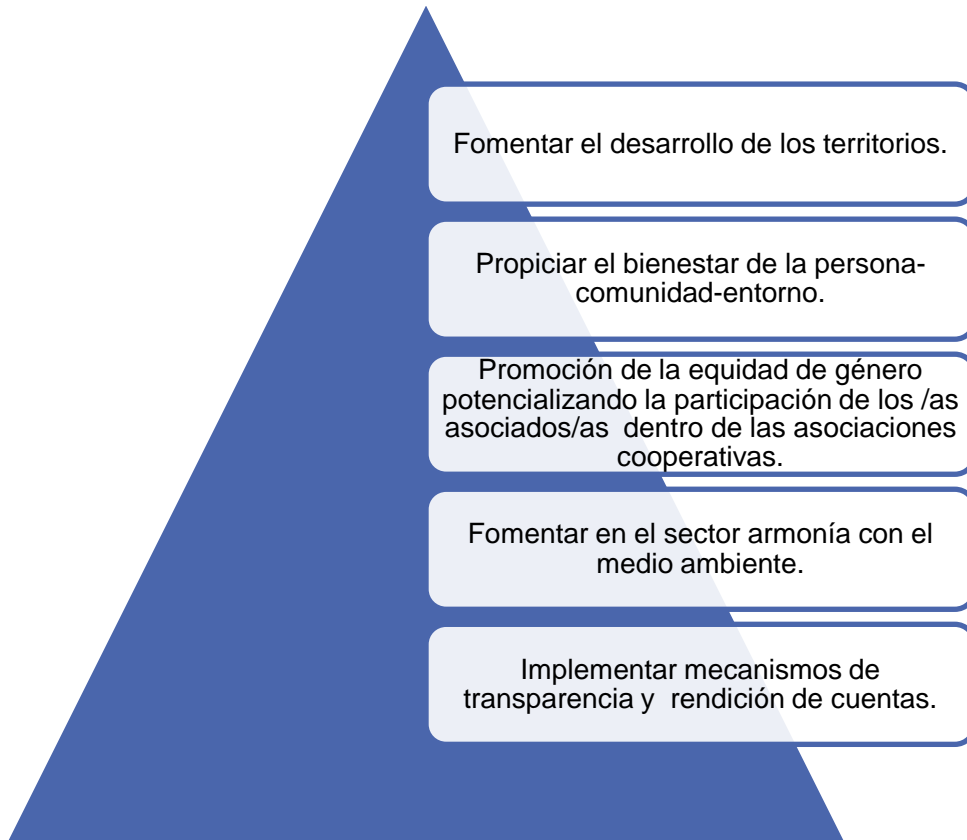 Fomentar el desarrollo de los territorios.
Propiciar el bienestar de la persona-
comunidad-entorno.
Promoción de la equidad de género
potencializando la participación de los /as
asociados/as  dentro de las asociaciones
cooperativas.
Fomentar en el sector armonía con el
medio ambiente.
Implementar mecanismos de
transparencia y  rendición de cuentas.